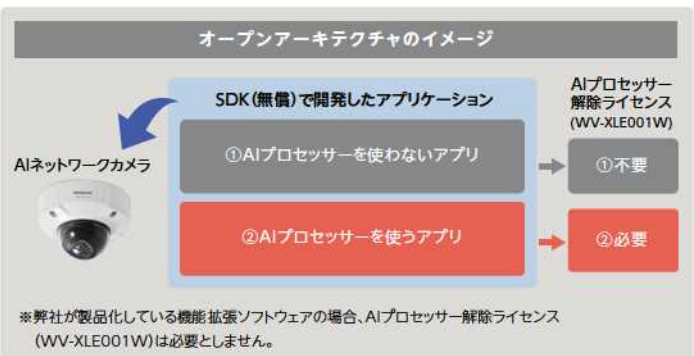 オープンアーキテクチャのイメージ
SDK(無償)で開発したアプリケーション
AIプロセッサー
解除ライセンス
(WV-XLE001W)
AIネットワークカメラ
①AIプロセッサーを使わないアプリ
①不要
②AIプロセッサーを使うアプリ
②必要
※弊社が製品化している機能拡張ソフトウェアの場合、AIプロセッサー解除ライセンス
(WV-XLE001W)は必要としません。